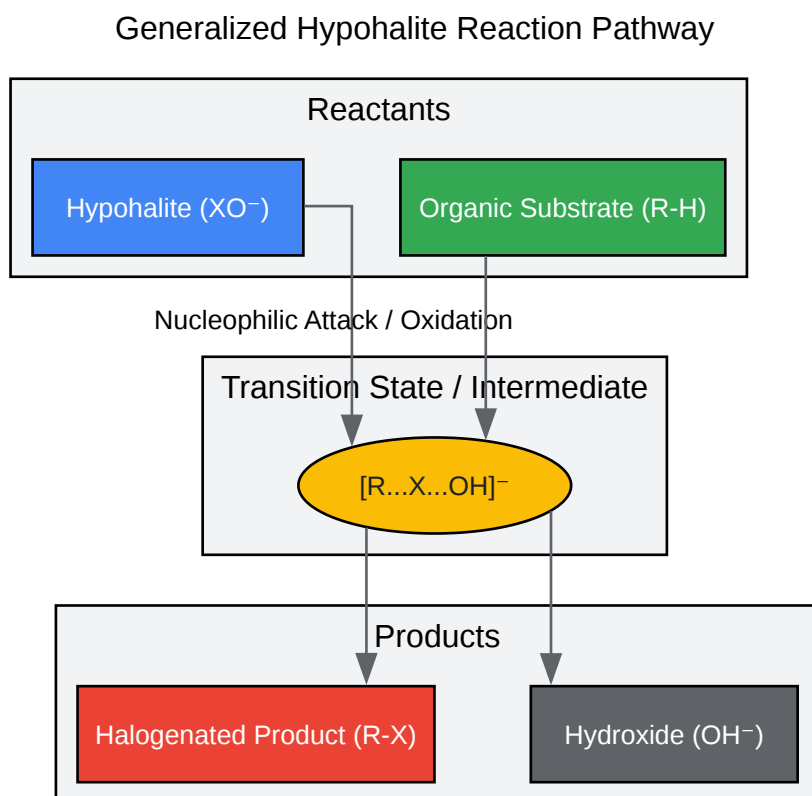 Generalized Hypohalite Reaction Pathway
Reactants
Hypohalite (XO⁻)
Organic Substrate (R-H)
Nucleophilic Attack / Oxidation
Transition State / Intermediate
[R...X...OH]⁻
Products
Halogenated Product (R-X)
Hydroxide (OH⁻)